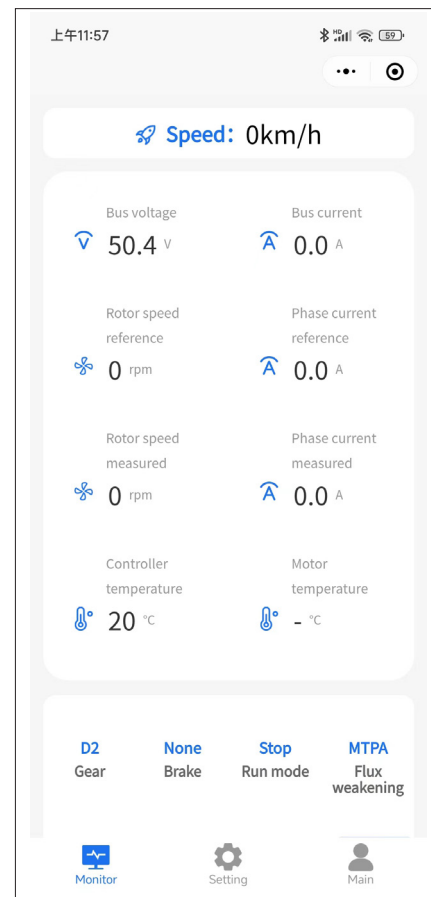 上午11:57
HD
59
Speed：0km/h
Bus voltage
50.4 V
Bus current
0.0 A
Rotor speed
reference
0 rpm
Phase current
reference
0.0 A
Rotor speed
measured
0 rpm
Phase current
measured
0.0 A
Controller
temperature
20 °C
Motor
temperature
- °C
D2
Gear
None
Brake
Stop
Run mode
MTPA
Flux
weakening
Monitor
Setting
Main